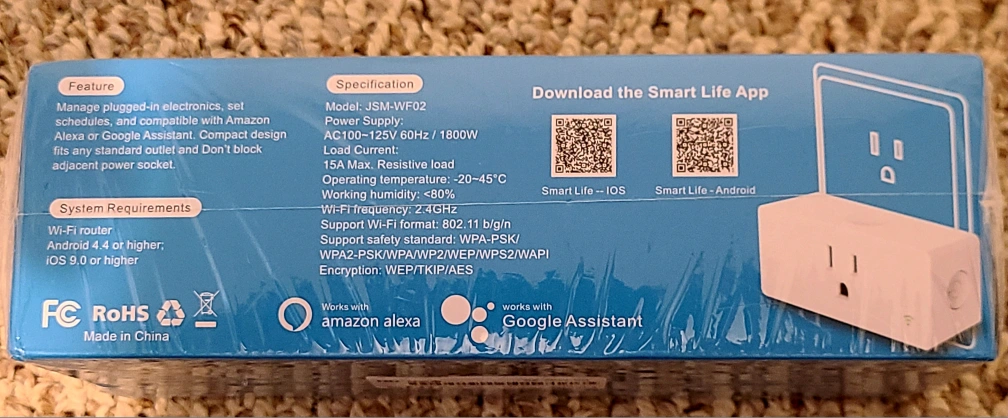 Feature
Manage plugged-in electronics, set
schedules, and compatible with Amazon
Alexa or Google Assistant. Compact design
fits any standard outlet and Don't block
adjacent power socket.
System Requirements
Wi-Fi router
Android 4.4 or higher;
iOS 9.0 or higher
FC RoHS
Made in China
Specification
Model: JSM-WF02
Power Supply:
AC100~125V 60Hz / 1800W
Load Current:
15A Max. Resistive load
Operating temperature: -20~45°C
Working humidity: <80%
Wi-Fi frequency: 2.4GHz
Support Wi-Fi format: 802.11 b/g/n
Support safety standard: WPA-PSK/
WPA2-PSK/WPA/WP2/WEP/WPS2/WAPI
Encryption: WEP/TKIP/AES
Works with
amazon alexa
works with
Google Assistant
Download the Smart Life App
Smart Life -- IOS
Smart Life - Android